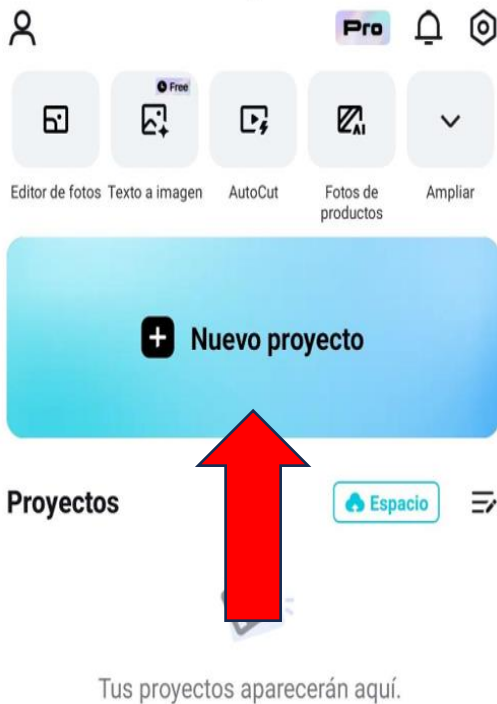 Pro
Free
Editor de fotos
Texto a imagen
AutoCut
Fotos de
productos
Ampliar
AI
Nuevo proyecto
Proyectos
Espacio
Tus proyectos aparecerán aquí.